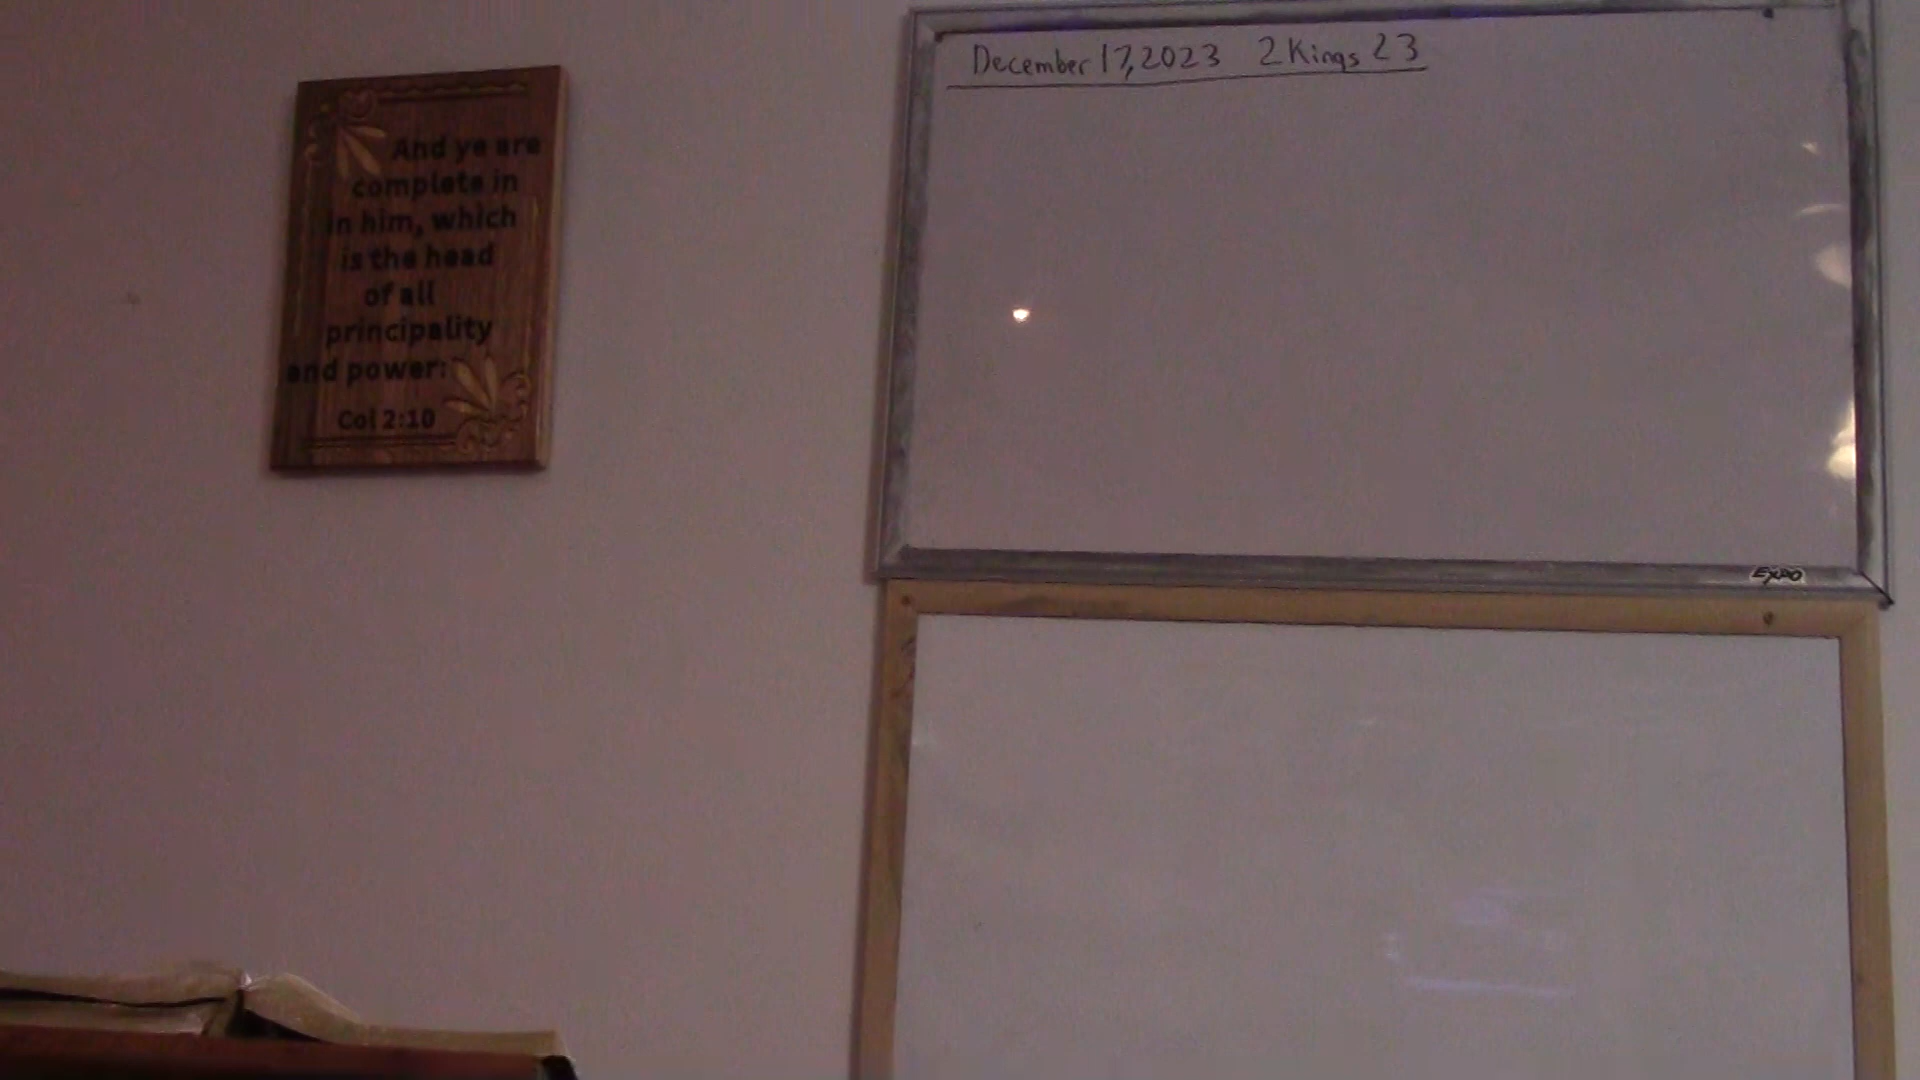 And ye are
complete in
in him, which
is the head
of all
principality
and power:
Col 2:10
December 17, 2023 2 Kings 23
EXPO